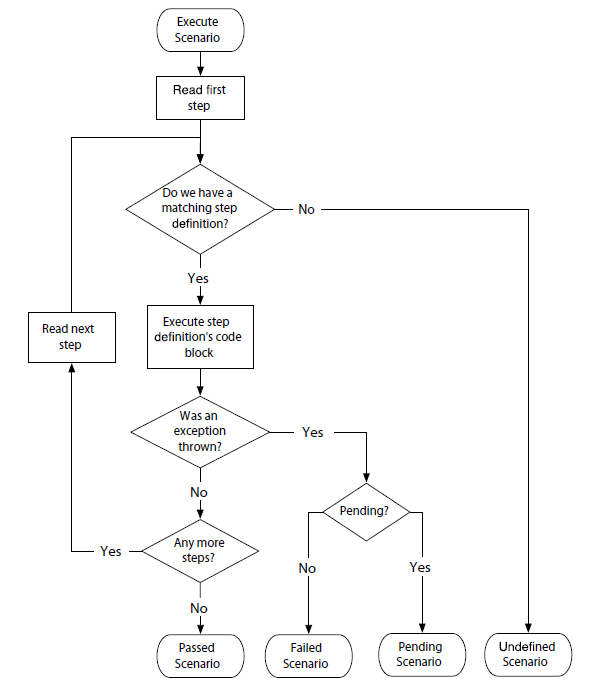 Execute
Scenario
Read first
step
Do we have a
matching step
definition?
No
Yes
Read next
step
Execute step
definition's code
block
Was an
exception
thrown?
Yes
No
Pending?
Any more
steps?
Yes
No
Yes
No
Passed
Scenario
Failed
Scenario
Pending
Scenario
Undefined
Scenario